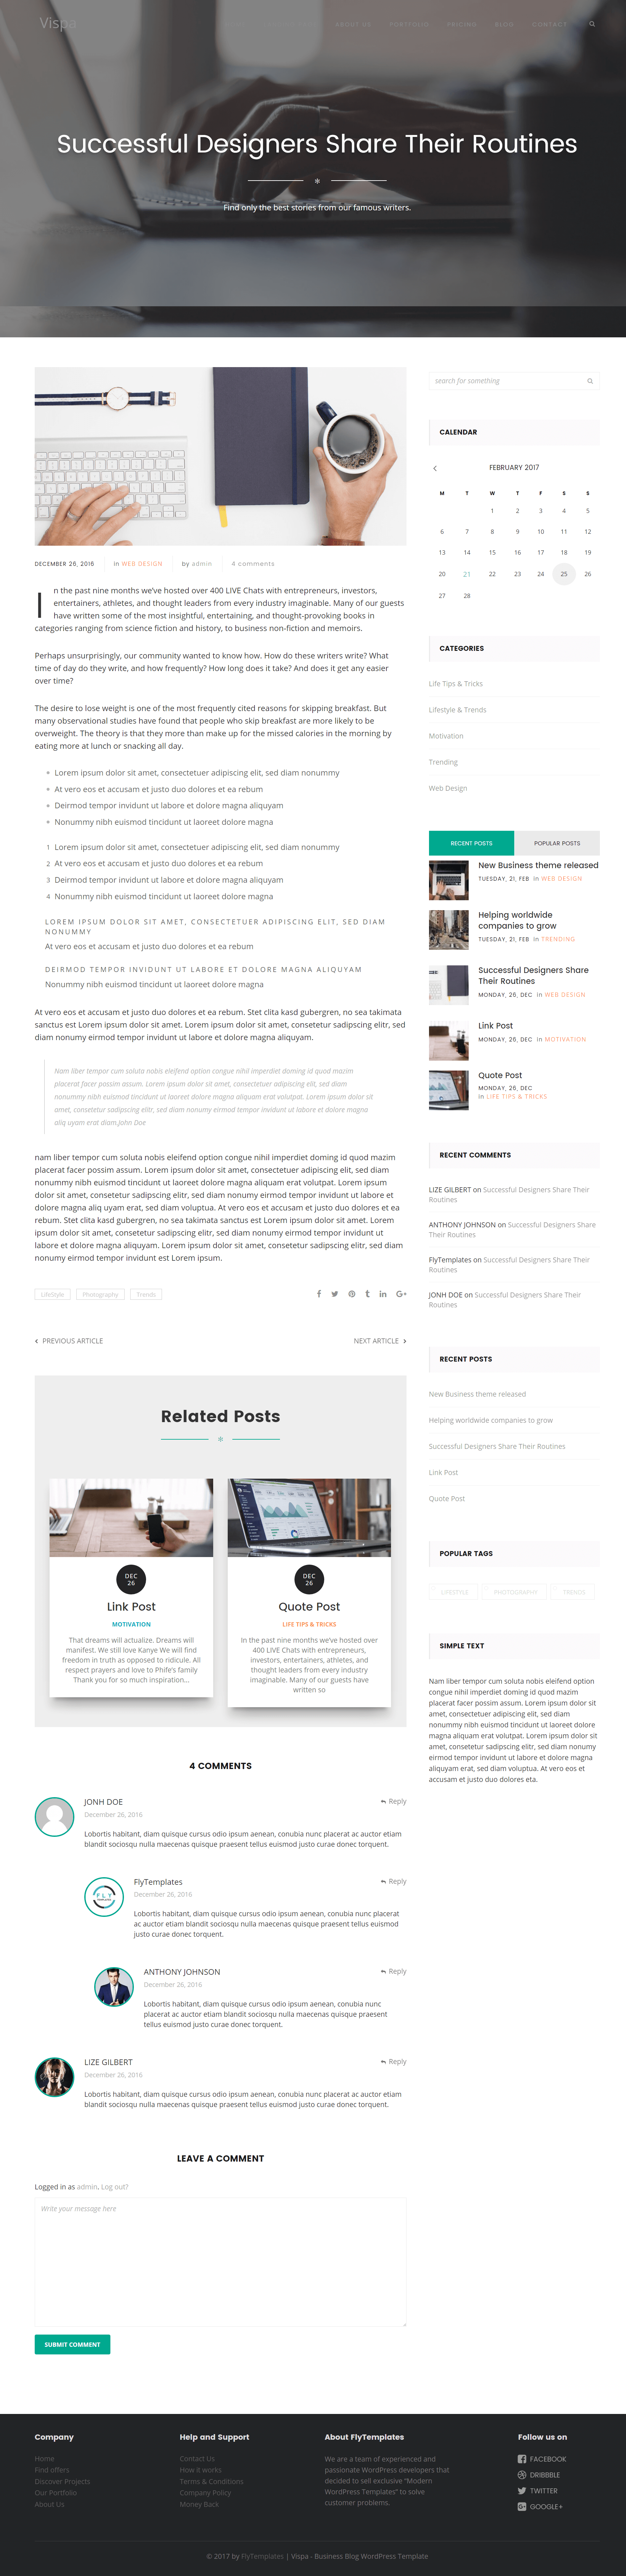 Vispa
ABOUT US PORTFOLIO PRICING BLOG CONTACT
Successful Designers Share Their Routines
Find only the best stories from our famous writers.
DECEMBER 26, 2016 In WEB DESIGN by admin 4 comments
In the past nine months we've hosted over 400 LIVE Chats with entrepreneurs, investors,
entertainers, athletes, and thought leaders from every industry imaginable. Many of our guests
have written some of the most insightful, entertaining, and thought-provoking books in
categories ranging from science fiction and history, to business non-fiction and memoirs.
Perhaps unsurprisingly, our community wanted to know how. How do these writers write? What
time of day do they write, and how frequently? How long does it take? And does it get any easier
over time?
The desire to lose weight is one of the most frequently cited reasons for skipping breakfast. But
many observational studies have found that people who skip breakfast are more likely to be
overweight. The theory is that they more than make up for the missed calories in the morning by
eating more at lunch or snacking all day.
Lorem ipsum dolor sit amet, consectetuer adipiscing elit, sed diam nonummy
At vero eos et accusam et justo duo dolores et ea rebum
Deirmod tempor invidunt ut labore et dolore magna aliquyam
Nonummy nibh euismod tincidunt ut laoreet dolore magna
1 Lorem ipsum dolor sit amet, consectetuer adipiscing elit, sed diam nonummy
2 At vero eos et accusam et justo duo dolores et ea rebum
3 Deirmod tempor invidunt ut labore et dolore magna aliquyam
4 Nonummy nibh euismod tincidunt ut laoreet dolore magna
LOREM IPSUM DOLOR SIT AMET, CONSECTETUER ADIPISCING ELIT, SED DIAM
NONUMMY
At vero eos et accusam et justo duo dolores et ea rebum
DEIRMOD TEMPOR INVIDUNT UT LABORE ET DOLORE MAGNA ALIQUYAM
Nonummy nibh euismod tincidunt ut laoreet dolore magna
At vero eos et accusam et justo duo dolores et ea rebum. Stet clita kasd gubergren, no sea takimata
sanctus est Lorem ipsum dolor sit amet. Lorem ipsum dolor sit amet, consetetur sadipscing elitr, sed
diam nonumy eirmod tempor invidunt ut labore et dolore magna aliquyam.
Nam liber tempor cum soluta nobis eleifend option congue nihil imperdiet doming id quod mazim
placerat facer possim assum. Lorem ipsum dolor sit amet, consectetuer adipiscing elit, sed diam
nonummy nibh euismod tincidunt ut laoreet dolore magna aliquam erat volutpat. Lorem ipsum dolor sit
amet, consetetur sadipscing elitr, sed diam nonumy eirmod tempor invidunt ut labore et dolore magna
aliq uyam erat diam.John Doe
nam liber tempor cum soluta nobis eleifend option congue nihil imperdiet doming id quod mazim
placerat facer possim assum. Lorem ipsum dolor sit amet, consectetuer adipiscing elit, sed diam
nonummy nibh euismod tincidunt ut laoreet dolore magna aliquam erat volutpat. Lorem ipsum
dolor sit amet, consetetur sadipscing elitr, sed diam nonumy eirmod tempor invidunt ut labore et
dolore magna aliq uyam erat, sed diam voluptua. At vero eos et accusam et justo duo dolores et ea
rebum. Stet clita kasd gubergren, no sea takimata sanctus est Lorem ipsum dolor sit amet. Lorem
ipsum dolor sit amet, consetetur sadipscing elitr, sed diam nonumy eirmod tempor invidunt ut
labore et dolore magna aliquyam. Lorem ipsum dolor sit amet, consetetur sadipscing elitr, sed diam
nonumy eirmod tempor invidunt est Lorem ipsum.
LifeStyle Photography Trends
PREVIOUS ARTICLE NEXT ARTICLE
Related Posts
DEC
26
Link Post
MOTIVATION
That dreams will actualize. Dreams will
manifest. We still love Kanye We will find
freedom in truth as opposed to ridicule. All
respect prayers and love to Phife's family
Thank you for so much inspiration...
DEC
26
Quote Post
LIFE TIPS & TRICKS
In the past nine months we've hosted over
400 LIVE Chats with entrepreneurs,
investors, entertainers, athletes, and
thought leaders from every industry
imaginable. Many of our guests have
written so
4 COMMENTS
JONH DOE Reply
December 26, 2016
Lobortis habitant, diam quisque cursus odio ipsum aenean, conubia nunc placerat ac auctor etiam
blandit sociosqu nulla maecenas quisque praesent tellus euismod justo curae donec torquent.
FlyTemplates Reply
December 26, 2016
Lobortis habitant, diam quisque cursus odio ipsum aenean, conubia nunc placerat
ac auctor etiam blandit sociosqu nulla maecenas quisque praesent tellus euismod
justo curae donec torquent.
ANTHONY JOHNSON Reply
December 26, 2016
Lobortis habitant, diam quisque cursus odio ipsum aenean, conubia nunc
placerat ac auctor etiam blandit sociosqu nulla maecenas quisque praesent
tellus euismod justo curae donec torquent.
LIZE GILBERT Reply
December 26, 2016
Lobortis habitant, diam quisque cursus odio ipsum aenean, conubia nunc placerat ac auctor etiam
blandit sociosqu nulla maecenas quisque praesent tellus euismod justo curae donec torquent.
LEAVE A COMMENT
Logged in as admin. Log out?
Write your message here
SUBMIT COMMENT
search for something
CALENDAR
FEBRUARY 2017
M T W T F S S
1 2 3 4 5
6 7 8 9 10 11 12
13 14 15 16 17 18 19
20 21 22 23 24 25 26
27 28
CATEGORIES
Life Tips & Tricks
Lifestyle & Trends
Motivation
Trending
Web Design
RECENT POSTS POPULAR POSTS
New Business theme released
TUESDAY, 21, FEB In WEB DESIGN
Helping worldwide
companies to grow
TUESDAY, 21, FEB In TRENDING
Successful Designers Share
Their Routines
MONDAY, 26, DEC In WEB DESIGN
Link Post
MONDAY, 26, DEC In MOTIVATION
Quote Post
MONDAY, 26, DEC
In LIFE TIPS & TRICKS
RECENT COMMENTS
LIZE GILBERT on Successful Designers Share Their
Routines
ANTHONY JOHNSON on Successful Designers Share
Their Routines
FlyTemplates on Successful Designers Share Their
Routines
JONH DOE on Successful Designers Share Their
Routines
RECENT POSTS
New Business theme released
Helping worldwide companies to grow
Successful Designers Share Their Routines
Link Post
Quote Post
POPULAR TAGS
LIFESTYLE PHOTOGRAPHY TRENDS
SIMPLE TEXT
Nam liber tempor cum soluta nobis eleifend option
congue nihil imperdiet doming id quod mazim
placerat facer possim assum. Lorem ipsum dolor sit
amet, consectetuer adipiscing elit, sed diam
nonummy nibh euismod tincidunt ut laoreet dolore
magna aliquam erat volutpat. Lorem ipsum dolor sit
amet, consetetur sadipscing elitr, sed diam nonumy
eirmod tempor invidunt ut labore et dolore magna
aliquyam erat, sed diam voluptua. At vero eos et
accusam et justo duo dolores eta.
Company
Home
Find offers
Discover Projects
Our Portfolio
About Us
Help and Support
Contact Us
How it works
Terms & Conditions
Company Policy
Money Back
About FlyTemplates
We are a team of experienced and
passionate WordPress developers that
decided to sell exclusive "Modern
WordPress Templates" to solve
customer problems.
Follow us on
FACEBOOK
DRIBBBLE
TWITTER
GOOGLE+
© 2017 by FlyTemplates | Vispa - Business Blog WordPress Template